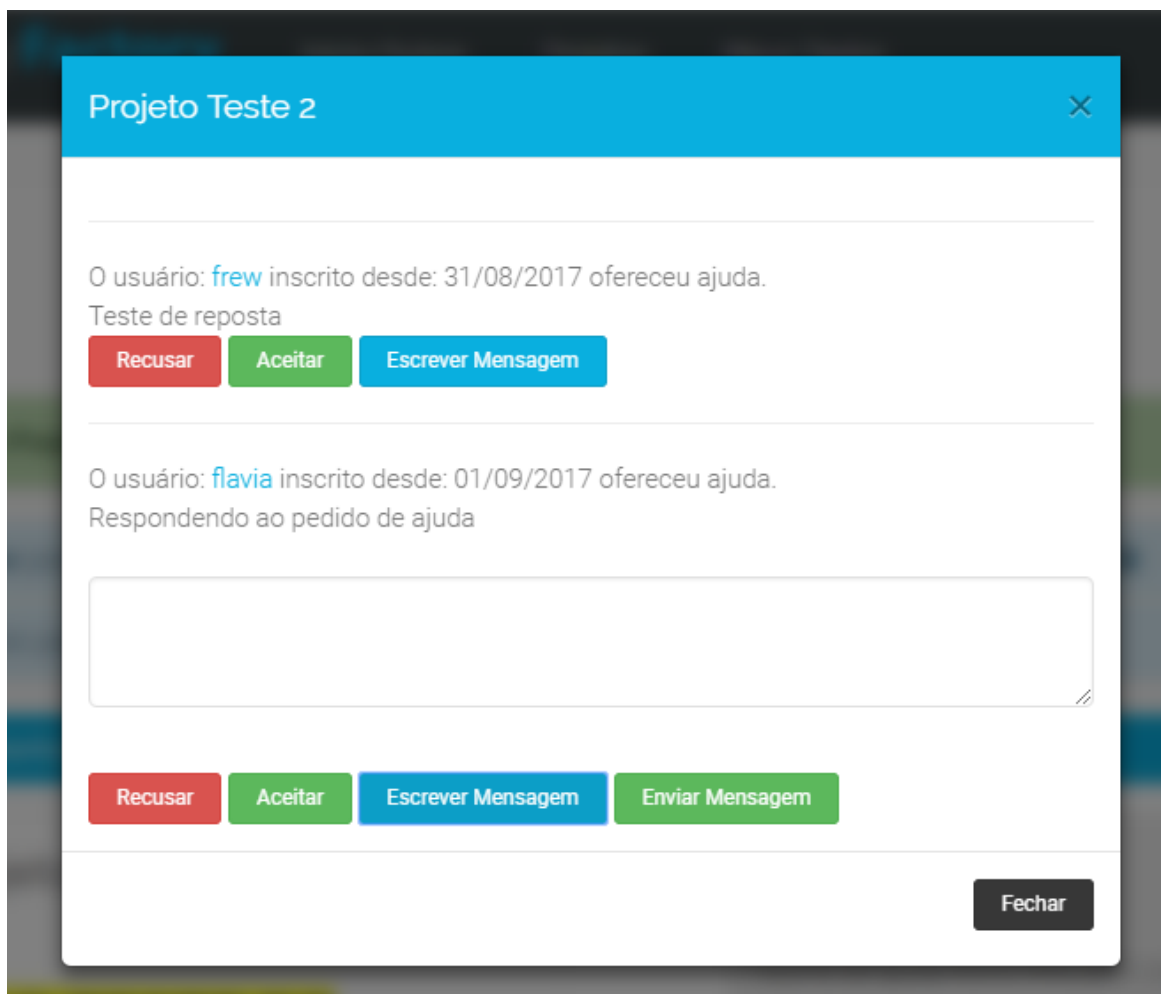 Projeto Teste 2 ×
O usuário: frew inscrito desde: 31/08/2017 ofereceu ajuda.
Teste de reposta
Recusar Aceitar Escrever Mensagem
O usuário: flavia inscrito desde: 01/09/2017 ofereceu ajuda.
Respondendo ao pedido de ajuda
Recusar Aceitar Escrever Mensagem Enviar Mensagem
Fechar